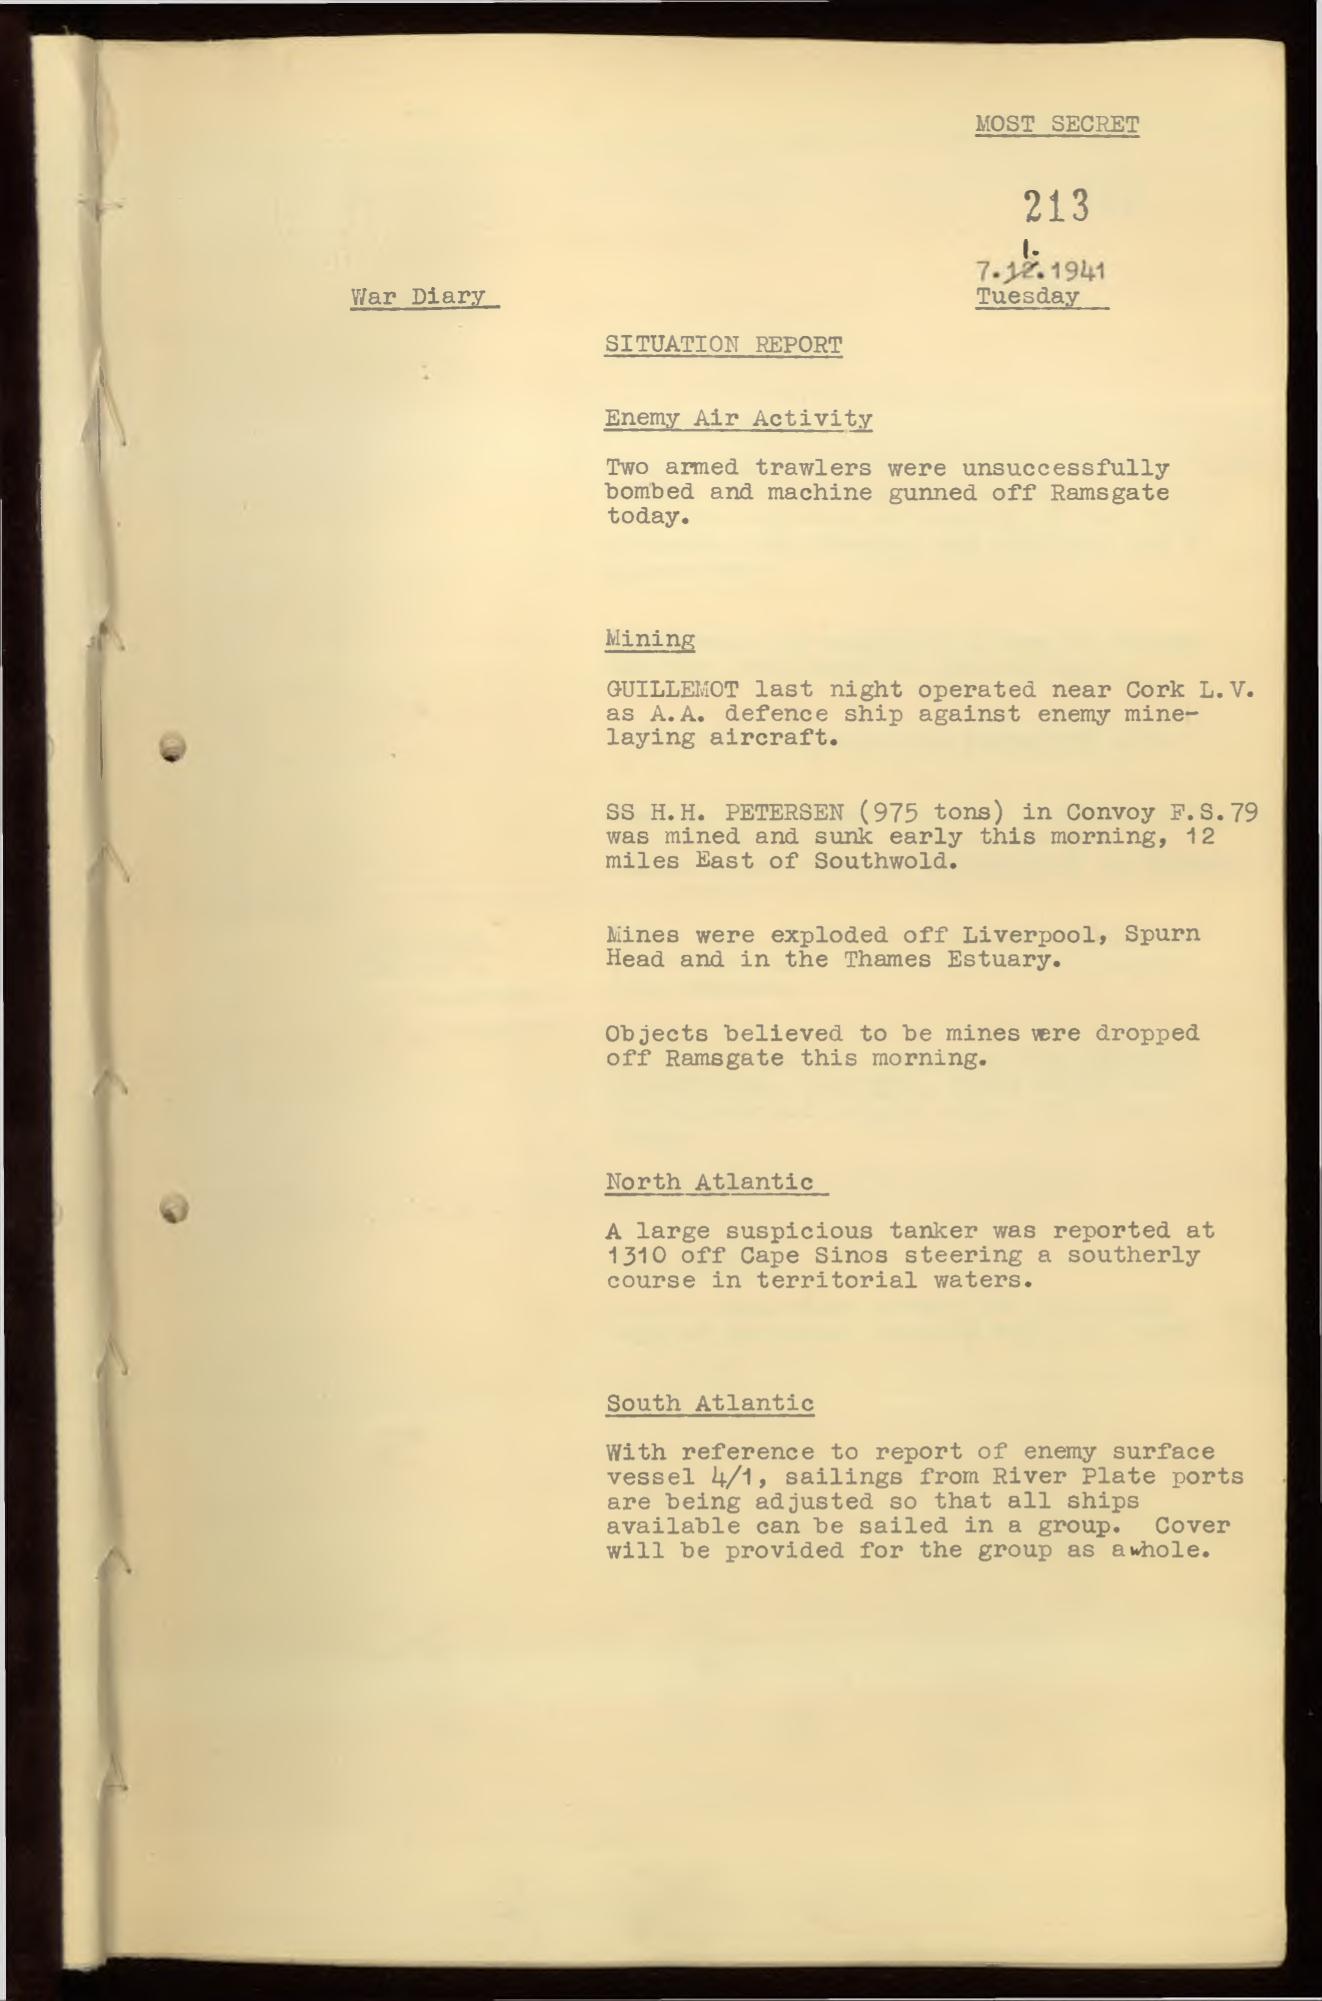 MOST SECRET
213
1.
7.12.1941
War Diary
Tuesday
SITUATION REPORT
Enemy Air Activity
Two armed trawlers were unsuccessfully
bombed and machine gunned off Ramsgate
today.
Mining
GUILLEMOT last night operated near Cork L.V.
as A.A. defence ship against enemy mine-
laying aircraft.
SS H.H. PETERSEN (975 tons) in Convoy F.S.79
was mined and sunk early this morning, 12
miles East of Southwold.
Mines were exploded off Liverpool, Spurn
Head and in the Thames Estuary.
Objects believed to be mines were dropped
off Ramsgate this morning.
North Atlantic
A large suspicious tanker was reported at
1310 off Cape Sinos steering a southerly
course in territorial waters.
South Atlantic
With reference to report of enemy surface
vessel 4/1, sailings from River Plate ports
are being adjusted so that all ships
available can be sailed in a group. Cover
will be provided for the group as a whole.